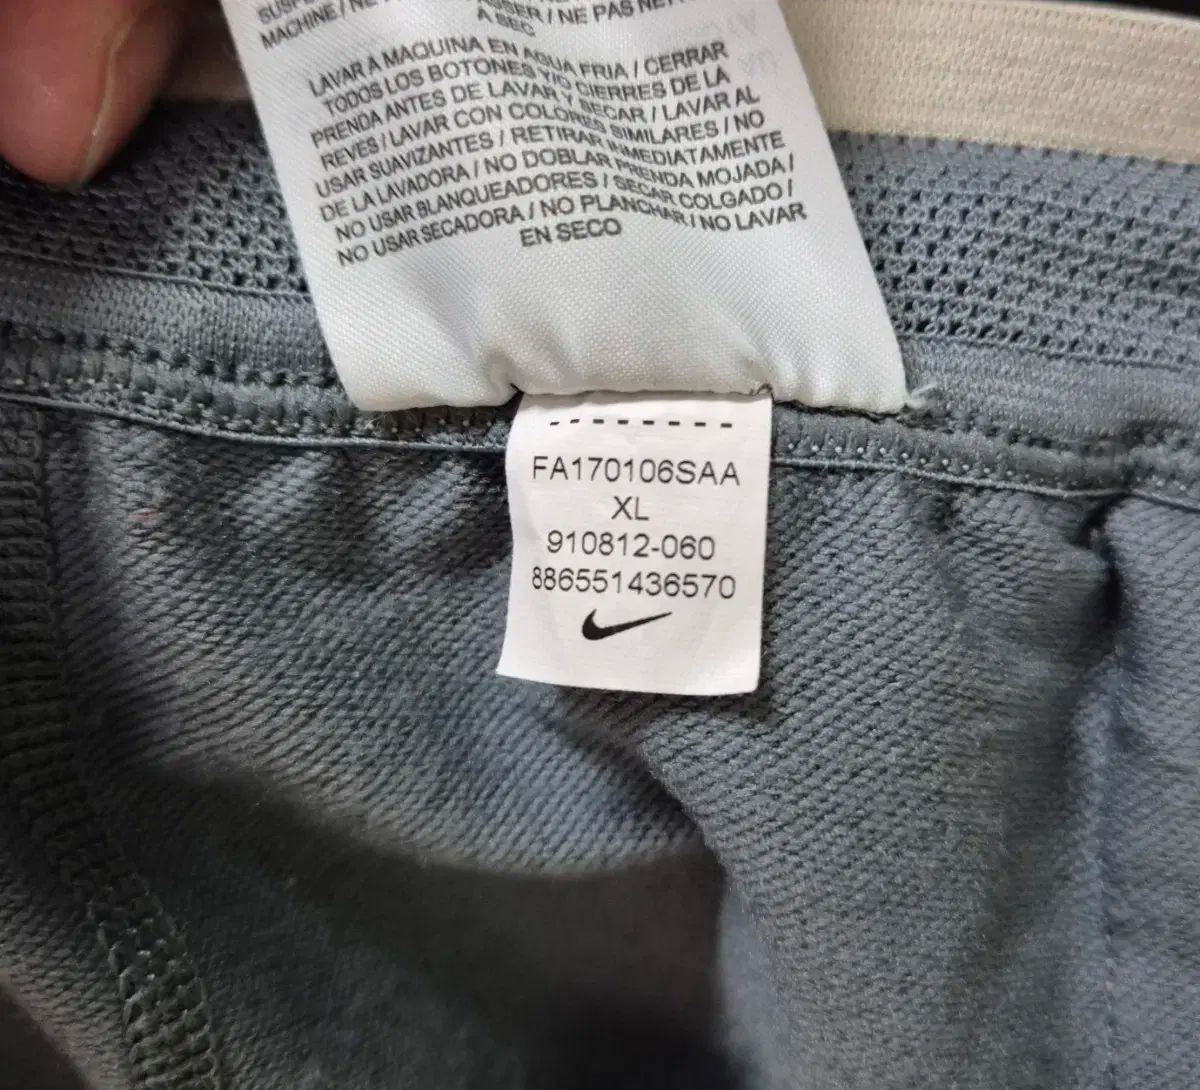 MACHINE / NE
/ NE PAS
A SEC
LAVAR A MAQUINA EN AGUA FRIA / CERRAR
TODOS LOS BOTONES Y/O CIERRES DE LA
PRENDA ANTES DE LAVAR Y SECAR / LAVAR AL
REVES / LAVAR CON COLORES SIMILARES / NO
USAR SUAVIZANTES / RETIRAR INMEDIATAMENTE
DE LA LAVADORA / NO DOBLAR PRENDA MOJADA /
NO USAR BLANQUEADORES / SECAR COLGADO /
NO USAR SECADORA / NO PLANCHAR / NO LAVAR
EN SECO
FA170106SAA
XL
910812-060
886551436570